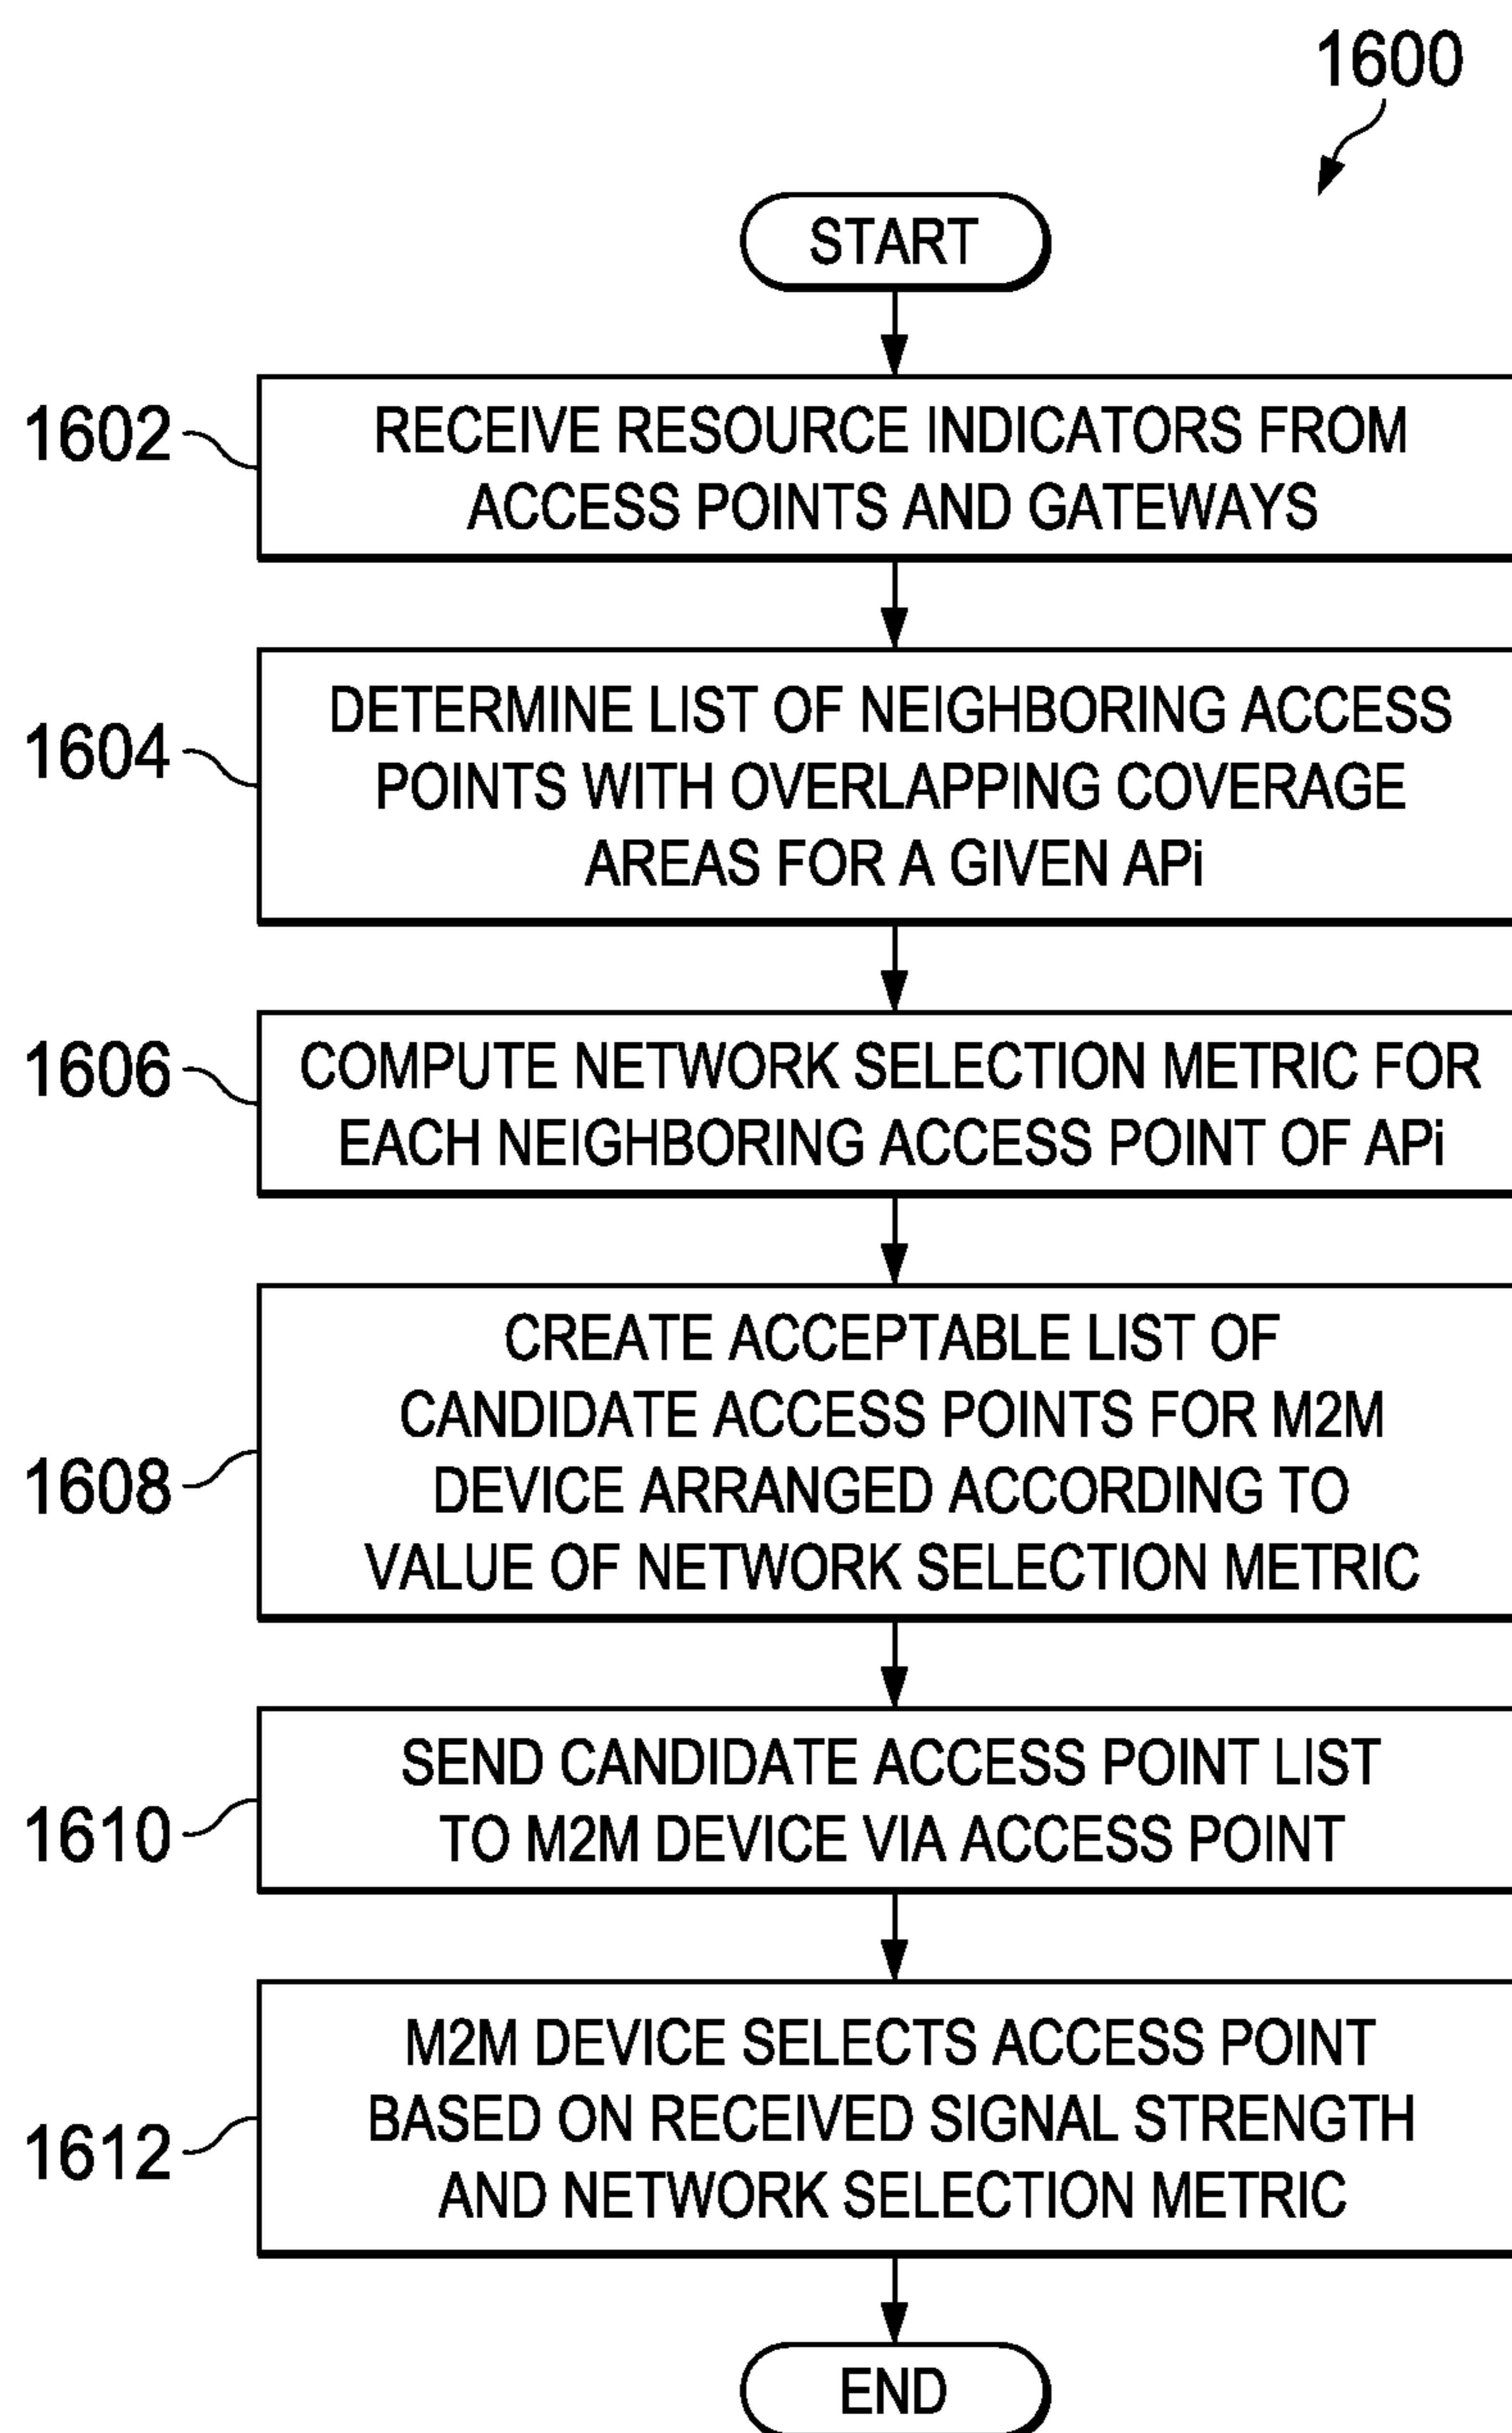 1600
START
1602
RECEIVE RESOURCE INDICATORS FROM
ACCESS POINTS AND GATEWAYS
1604
DETERMINE LIST OF NEIGHBORING ACCESS
POINTS WITH OVERLAPPING COVERAGE
AREAS FOR A GIVEN APi
1606
COMPUTE NETWORK SELECTION METRIC FOR
EACH NEIGHBORING ACCESS POINT OF APi
1608
CREATE ACCEPTABLE LIST OF
CANDIDATE ACCESS POINTS FOR M2M
DEVICE ARRANGED ACCORDING TO
VALUE OF NETWORK SELECTION METRIC
1610
SEND CANDIDATE ACCESS POINT LIST
TO M2M DEVICE VIA ACCESS POINT
1612
M2M DEVICE SELECTS ACCESS POINT
BASED ON RECEIVED SIGNAL STRENGTH
AND NETWORK SELECTION METRIC
END